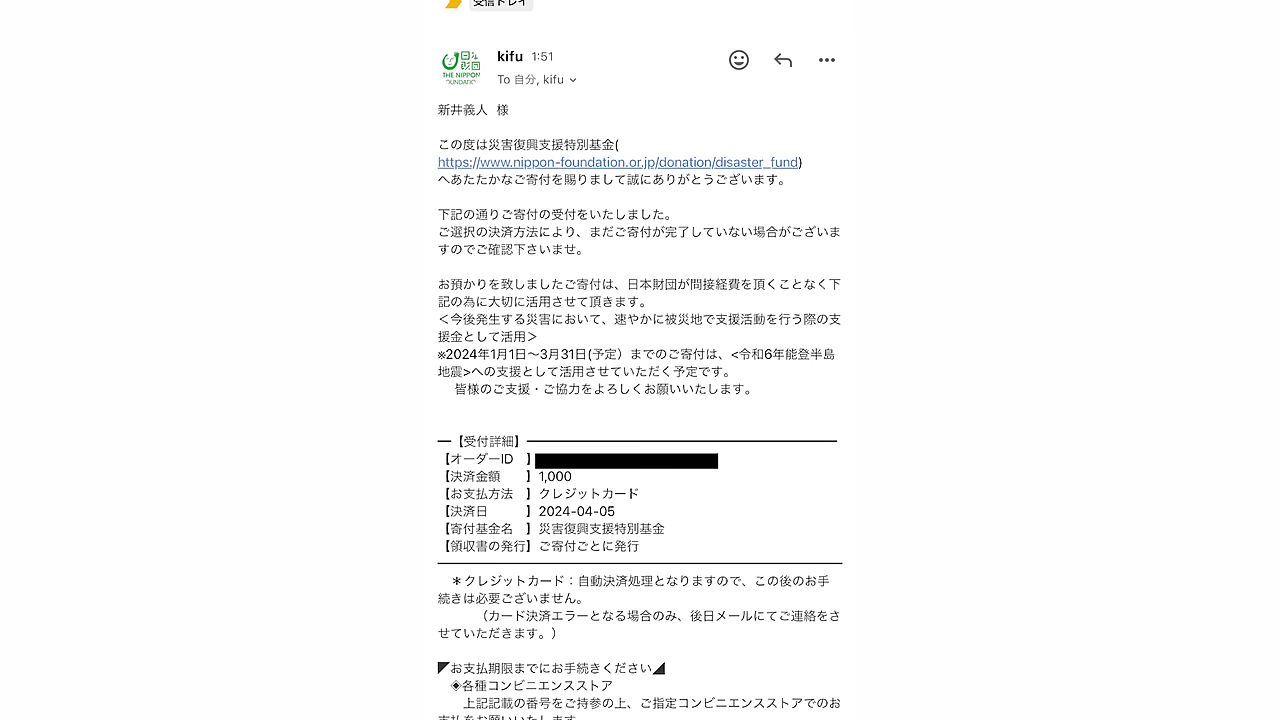 受信トレイ
kifu 1:51
To 自分, kifu
THE NIPPON
FOUNDATION
新井義人 様
この度は災害復興支援特別基金(
https://www.nippon-foundation.or.jp/donation/disaster_fund)
へあたたかなご寄付を賜りまして誠にありがとうございます。
下記の通りご寄付の受付をいたしました。
ご選択の決済方法により、まだご寄付が完了していない場合がございま
すのでご確認下さいませ。
お預かりを致しましたご寄付は、日本財団が間接経費を頂くことなく下
記の為に大切に活用させて頂きます。
＜今後発生する災害において、速やかに被災地で支援活動を行う際の支
援金として活用＞
※2024年1月1日〜3月31日(予定）までのご寄付は、<令和6年能登半島
地震>への支援として活用させていただく予定です。
皆様のご支援・ご協力をよろしくお願いいたします。
━【受付詳細】━━━━━━━━━━━━━━━━━━
【オーダーID 】
【決済金額 】1,000
【お支払方法 】クレジットカード
【決済日 】2024-04-05
【寄付基金名 】災害復興支援特別基金
【領収書の発行】ご寄付ごとに発行
＊クレジットカード：自動決済処理となりますので、この後のお手
続きは必要ございません。
（カード決済エラーとなる場合のみ、後日メールにてご連絡をさ
せていただきます。）
◤お支払期限までにお手続きください◢
◈各種コンビニエンスストア
上記記載の番号をご持参の上、ご指定コンビニエンスストアでのお
支払をお願いいたします。